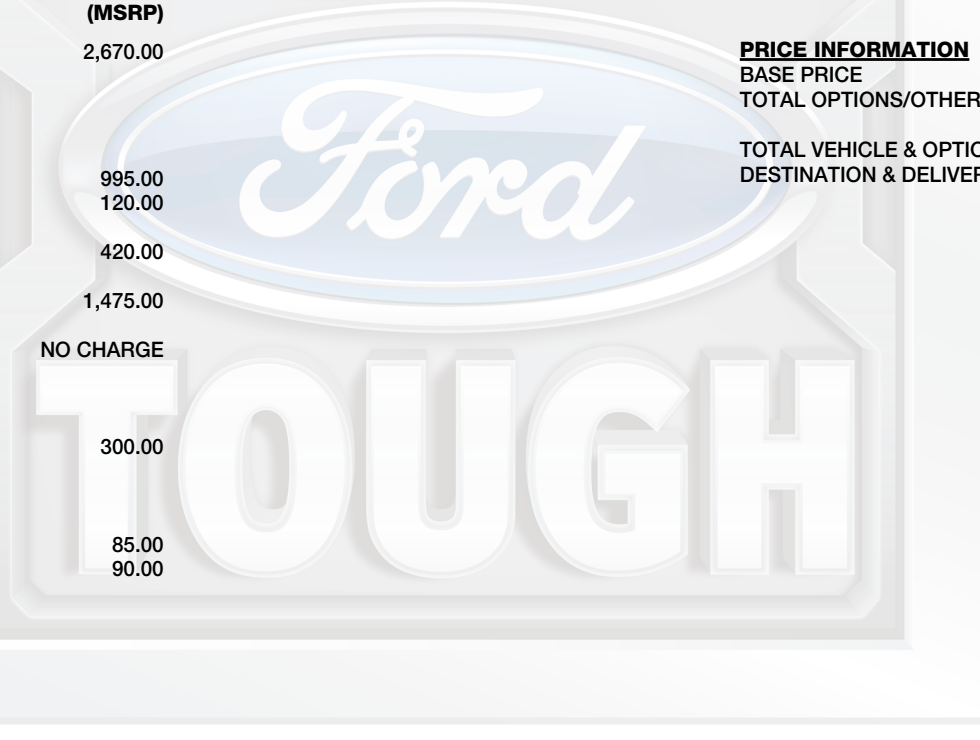 (MSRP)
2,670.00
995.00
120.00
420.00
1,475.00
NO CHARGE
300.00
85.00
90.00
PRICE INFORMATION
BASE PRICE
TOTAL OPTIONS/OTHER
TOTAL VEHICLE & OPTIO
DESTINATION & DELIVER
Ford
TOUGH